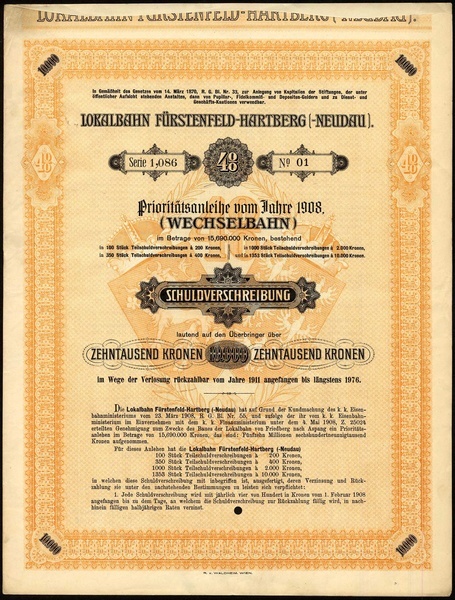 LOKALBAHN FÜRSTENFELD-HARTBERG (-NEUDAU).
10000
10000
In Gemäßheit des Gesetzes vom 14. März 1870, R. G. Bl. Nr. 33, zur Anlegung von Kapitalien der Stiftungen, der unter
öffentlicher Aufsicht stehenden Anstalten, dann von Pupillar-, Fideikommiß- und Depositen-Geldern und zu Dienst- und
Geschäfts-Kautionen verwendbar.
LOKALBAHN FÜRSTENFELD-HARTBERG (-NEUDAU).
4%
4%
Serie 1,086
4%
No 01
Prioritätsanleihe vom Jahre 1908.
(WECHSELBAHN)
im Betrage von 15,690.000 Kronen, bestehend
in 100 Stück Teilschuldverschreibungen à 200 Kronen,
in 1000 Stück Teilschuldverschreibungen à 2.000 Kronen,
in 350 Stück Teilschuldverschreibungen à 400 Kronen,
und in 1353 Stück Teilschuldverschreibungen à 10.000 Kronen.
SCHULDVERSCHREIBUNG
lautend auf den Überbringer über
ZEHNTAUSEND KRONEN 10,000 ZEHNTAUSEND KRONEN
im Wege der Verlosung rückzahlbar vom Jahre 1911 angefangen bis längstens 1976.
Die Lokalbahn Fürstenfeld-Hartberg (-Neudau) hat auf Grund der Kundmachung des k. k. Eisen-
bahnministeriums vom 23. März 1908, R. G. Bl. Nr. 55, und zufolge der ihr vom k. k. Eisenbahn-
ministerium im Einvernehmen mit dem k. k. Finanzministerium unter dem 4. Mai 1908, Z. 25024
erteilten Genehmigung zum Zwecke des Baues der Lokalbahn von Friedberg nach Aspang ein Prioritäts-
anlehen im Betrage von 15,690.000 Kronen, das sind: Fünfzehn Millionen sechshundertneunzigtausend
Kronen aufgenommen.
Für dieses Anlehen hat die Lokalbahn Fürstenfeld-Hartberg (-Neudau)
100 Stück Teilschuldverschreibungen à 200 Kronen,
350 Stück Teilschuldverschreibungen à 400 Kronen,
1000 Stück Teilschuldverschreibungen à 2.000 Kronen,
1353 Stück Teilschuldverschreibungen à 10.000 Kronen,
in welchen diese Schuldverschreibung mit inbegriffen ist, ausgefertigt, deren Verzinsung und Rück-
zahlung sie unter den nachstehenden Bestimmungen zu leisten sich verpflichtet:
1. Jede Schuldverschreibung wird mit jährlich vier von Hundert in Kronen vom 1. Februar 1908
angefangen bis zu dem Tage, an welchem die Schuldverschreibung zur Rückzahlung fällig wird, in nach-
hinein fälligen halbjährigen Raten verzinst.
10000
10000
R. v. WALDHEIM, WIEN.